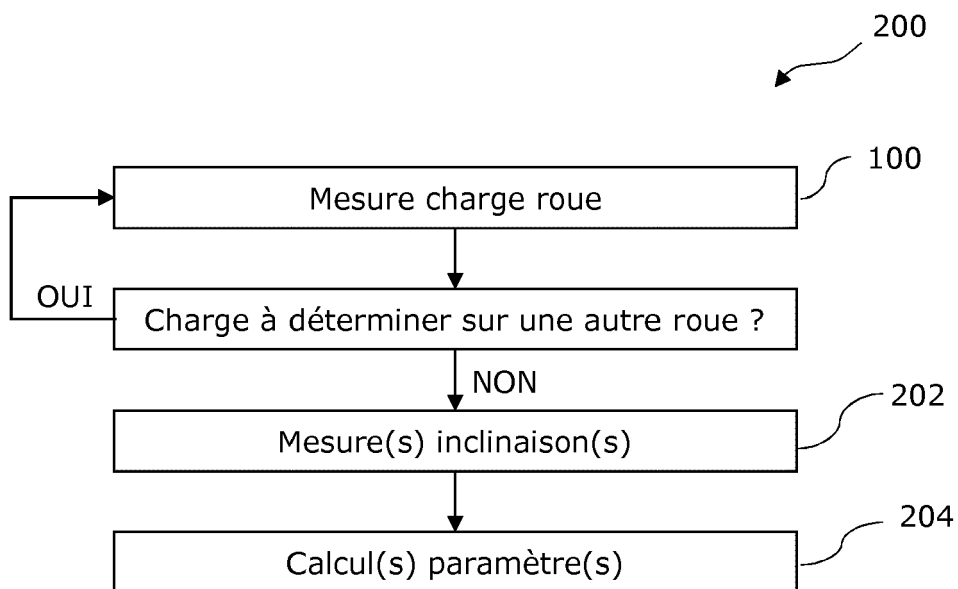 200
100
Mesure charge roue
OUI
Charge à déterminer sur une autre roue ?
NON
202
Mesure(s) inclinaison(s)
204
Calcul(s) paramètre(s)